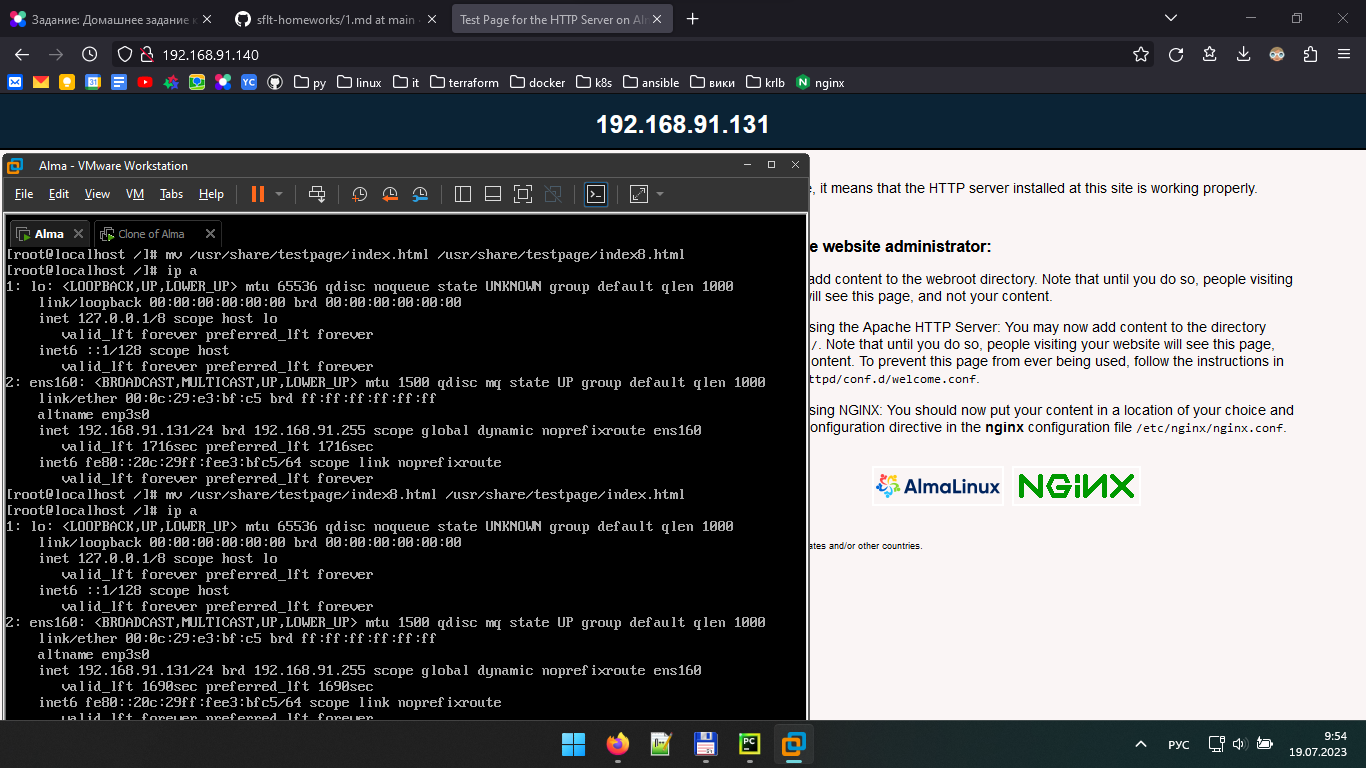 Задание: Домашнее задание к
sflt-homeworks/1.md at main ·
Test Page for the HTTP Server on Al
192.168.91.140
py
linux
it
terraform
docker
k8s
ansible
вики
krlb
nginx
192.168.91.131
Alma - VMware Workstation
File Edit View VM Tabs Help
Alma
Clone of Alma
[root@localhost /]# mv /usr/share/testpage/index.html /usr/share/testpage/index8.html
[root@localhost /]# ip a
1: lo: <LOOPBACK,UP,LOWER_UP> mtu 65536 qdisc noqueue state UNKNOWN group default qlen 1000
link/loopback 00:00:00:00:00:00 brd 00:00:00:00:00:00
inet 127.0.0.1/8 scope host lo
valid_lft forever preferred_lft forever
inet6 ::1/128 scope host
valid_lft forever preferred_lft forever
2: ens160: <BROADCAST,MULTICAST,UP,LOWER_UP> mtu 1500 qdisc mq state UP group default qlen 1000
link/ether 00:0c:29:e3:bf:c5 brd ff:ff:ff:ff:ff:ff
altname enp3s0
inet 192.168.91.131/24 brd 192.168.91.255 scope global dynamic noprefixroute ens160
valid_lft 1716sec preferred_lft 1716sec
inet6 fe80::20c:29ff:fee3:bfc5/64 scope link noprefixroute
valid_lft forever preferred_lft forever
[root@localhost /]# mv /usr/share/testpage/index8.html /usr/share/testpage/index.html
[root@localhost /]# ip a
1: lo: <LOOPBACK,UP,LOWER_UP> mtu 65536 qdisc noqueue state UNKNOWN group default qlen 1000
link/loopback 00:00:00:00:00:00 brd 00:00:00:00:00:00
inet 127.0.0.1/8 scope host lo
valid_lft forever preferred_lft forever
inet6 ::1/128 scope host
valid_lft forever preferred_lft forever
2: ens160: <BROADCAST,MULTICAST,UP,LOWER_UP> mtu 1500 qdisc mq state UP group default qlen 1000
link/ether 00:0c:29:e3:bf:c5 brd ff:ff:ff:ff:ff:ff
altname enp3s0
inet 192.168.91.131/24 brd 192.168.91.255 scope global dynamic noprefixroute ens160
valid_lft 1690sec preferred_lft 1690sec
inet6 fe80::20c:29ff:fee3:bfc5/64 scope link noprefixroute
valid_lft forever preferred_lft forever
, it means that the HTTP server installed at this site is working properly.
e website administrator:
add content to the webroot directory. Note that until you do so, people visiting
ill see this page, and not your content.
sing the Apache HTTP Server: You may now add content to the directory
/. Note that until you do so, people visiting your website will see this page,
ontent. To prevent this page from ever being used, follow the instructions in
ttpd/conf.d/welcome.conf.
sing NGINX: You should now put your content in a location of your choice and
onfiguration directive in the nginx configuration file /etc/nginx/nginx.conf.
AlmaLinux
NGINX
ates and/or other countries.
РУС
9:54
19.07.2023